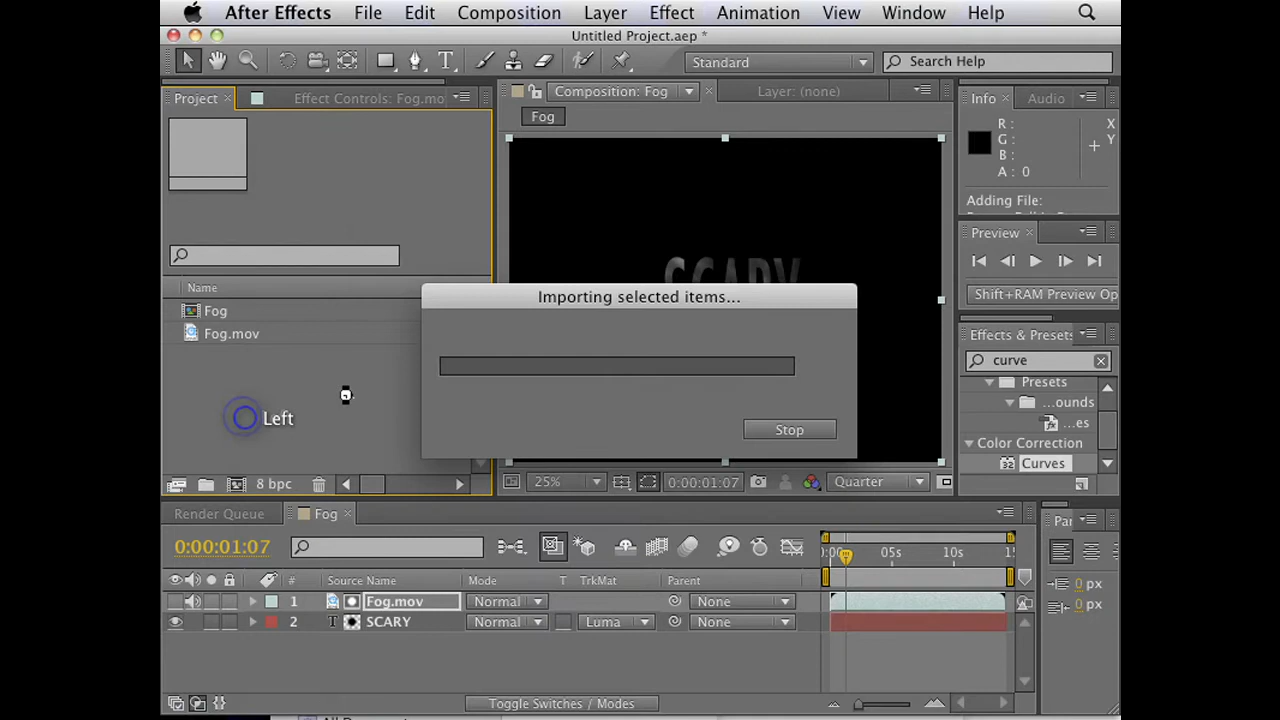 After Effects File Edit Composition Layer Effect Animation View Window Help
Untitled Project.aep *
Standard
Search Help
Project
Effect Controls: Fog.mo
Composition: Fog
Layer: (none)
Info
Audio
Fog
R :
G :
B :
A : 0
X
Y
Adding File:
Preview
Shift+RAM Preview Op
SCARY
Importing selected items...
Stop
Name
Fog
Fog.mov
Left
Effects & Presets
curve
Presets
...ounds
...es
Color Correction
Curves
8 bpc
25%
0:00:01:07
Quarter
Render Queue
Fog
0:00:01:07
:00s 05s 10s 15
# Source Name Mode T TrkMat Parent
1 Fog.mov Normal None
2 T SCARY Normal Luma None
Par
0 px
0 px
Toggle Switches / Modes